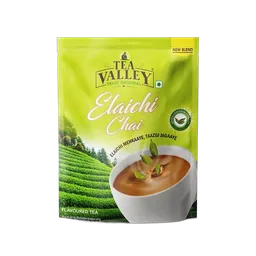 NEW BLEND
TEA
VALLEY
Elaichi
Chai
ELAICHI MEHKAAYE, TAAZGI JAGAAYE
FLAVOURED TEA